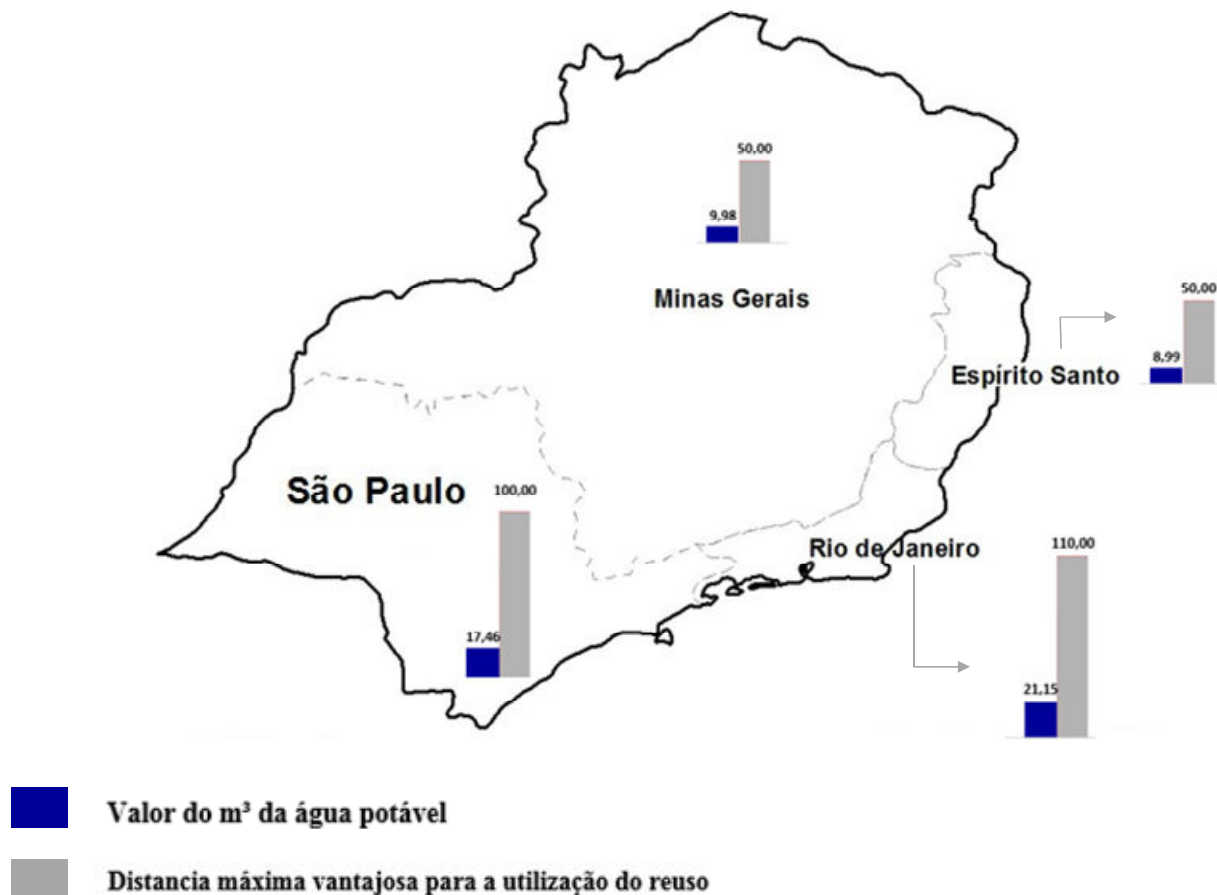 50,00
9,98
Minas Gerais
50,00
8,99
Espírito Santo
São Paulo
100,00
17,46
Rio de Janeiro
110,00
21,15
Valor do m³ da água potável
Distancia máxima vantajosa para a utilização do reuso